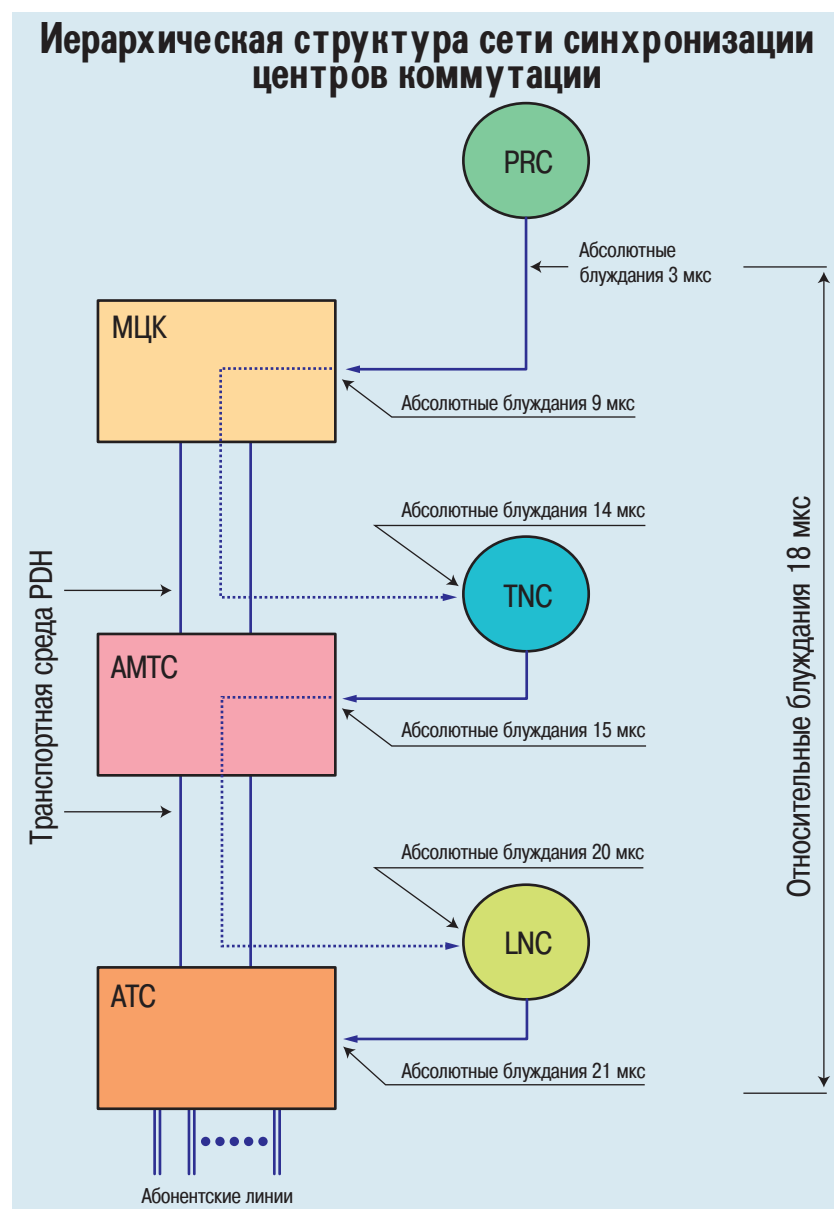 Иерархическая структура сети синхронизации
центров коммутации
PRC
Абсолютные
блуждания 3 мкс
МЦК
Абсолютные блуждания 9 мкс
Абсолютные блуждания 14 мкс
TNC
Транспортная среда PDH
АМТС
Абсолютные блуждания 15 мкс
Относительные блуждания 18 мкс
Абсолютные блуждания 20 мкс
LNC
АТС
Абсолютные блуждания 21 мкс
Абонентские линии